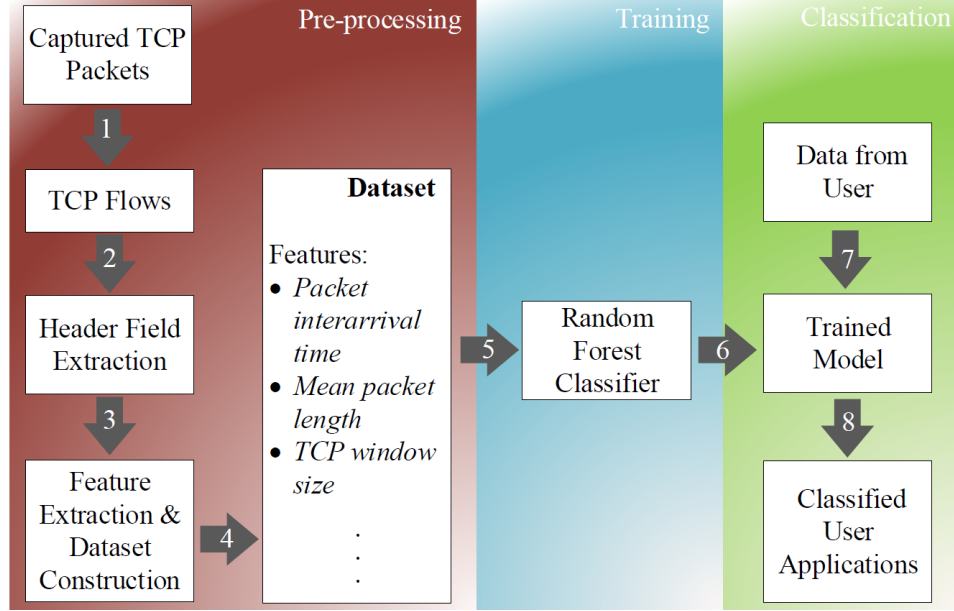 Pre-processing
Training
Classification
Captured TCP
Packets
1
TCP Flows
2
Header Field
Extraction
3
Feature
Extraction &
Dataset
Construction
4
Dataset
Features:
• Packet
interarrival
time
• Mean packet
length
• TCP window
size
.
.
.
5
Random
Forest
Classifier
6
Data from
User
7
Trained
Model
8
Classified
User
Applications